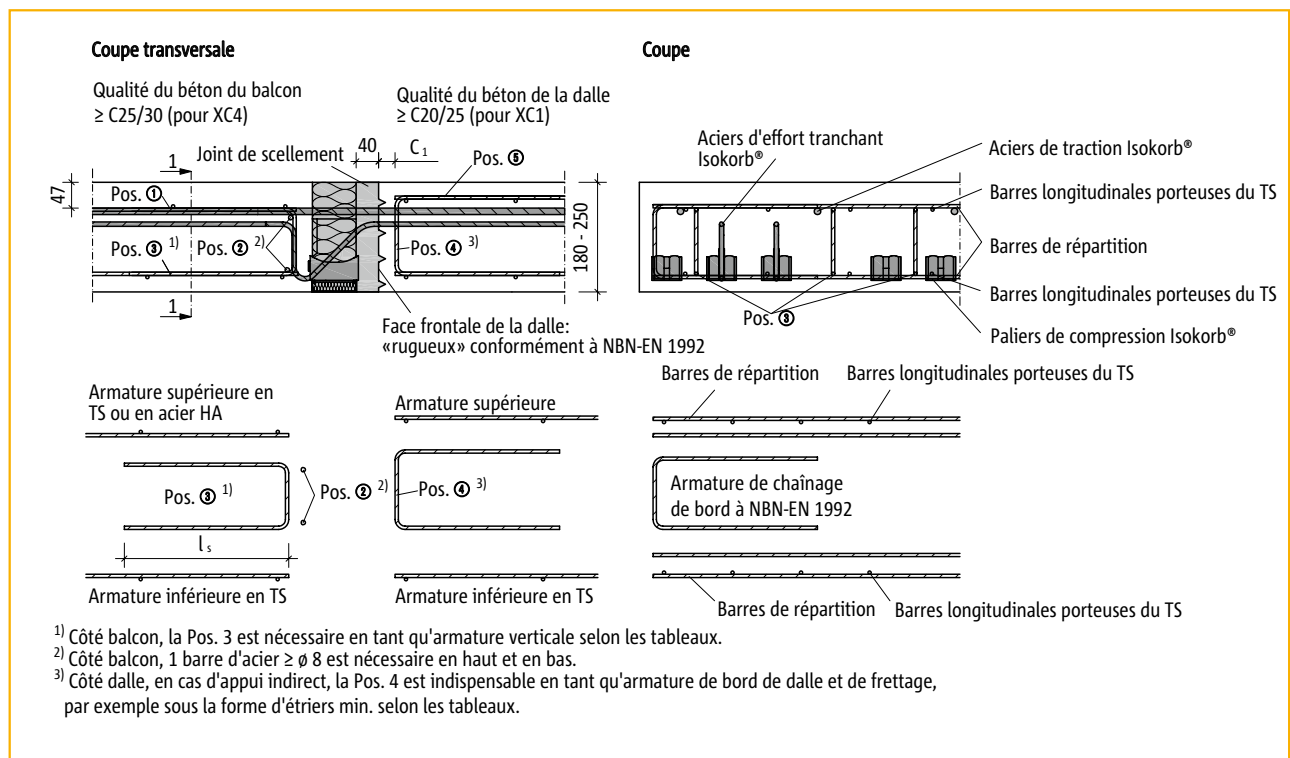 Coupe transversale
Qualité du béton du balcon
≥ C25/30 (pour XC4)
Qualité du béton de la dalle
≥ C20/25 (pour XC1)
1
Joint de scellement
40
C 1
Pos. ⑤
47
Pos. ①
Pos. ③ 1)
Pos. ② 2)
Pos. ④ 3)
180 - 250
1
Face frontale de la dalle:
«rugueux» conformément à NBN-EN 1992
Coupe
Aciers d'effort tranchant
Isokorb®
Aciers de traction Isokorb®
Barres longitudinales porteuses du TS
Barres de répartition
Barres longitudinales porteuses du TS
Pos. ③
Paliers de compression Isokorb®
Armature supérieure en
TS ou en acier HA
Pos. ③ 1)
Pos. ② 2)
l s
Armature inférieure en TS
Armature supérieure
Pos. ④ 3)
Armature inférieure en TS
Barres de répartition
Barres longitudinales porteuses du TS
Armature de chaînage
de bord à NBN-EN 1992
Barres de répartition
Barres longitudinales porteuses du TS
1) Côté balcon, la Pos. 3 est nécessaire en tant qu'armature verticale selon les tableaux.
2) Côté balcon, 1 barre d'acier ≥ ø 8 est nécessaire en haut et en bas.
3) Côté dalle, en cas d'appui indirect, la Pos. 4 est indispensable en tant qu'armature de bord de dalle et de frettage,
par exemple sous la forme d'étriers min. selon les tableaux.